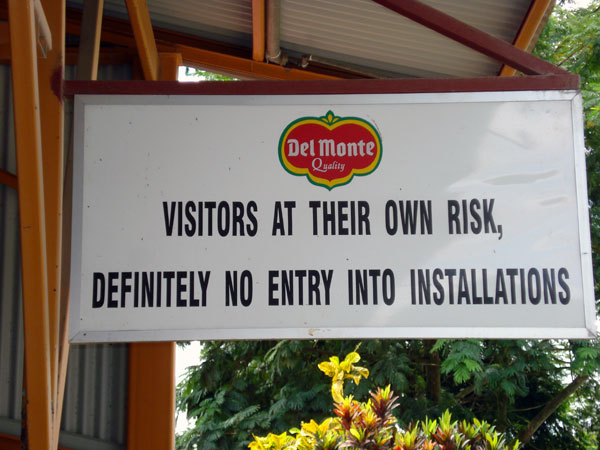 Del Monte
Quality
VISITORS AT THEIR OWN RISK,
DEFINITELY NO ENTRY INTO INSTALLATIONS